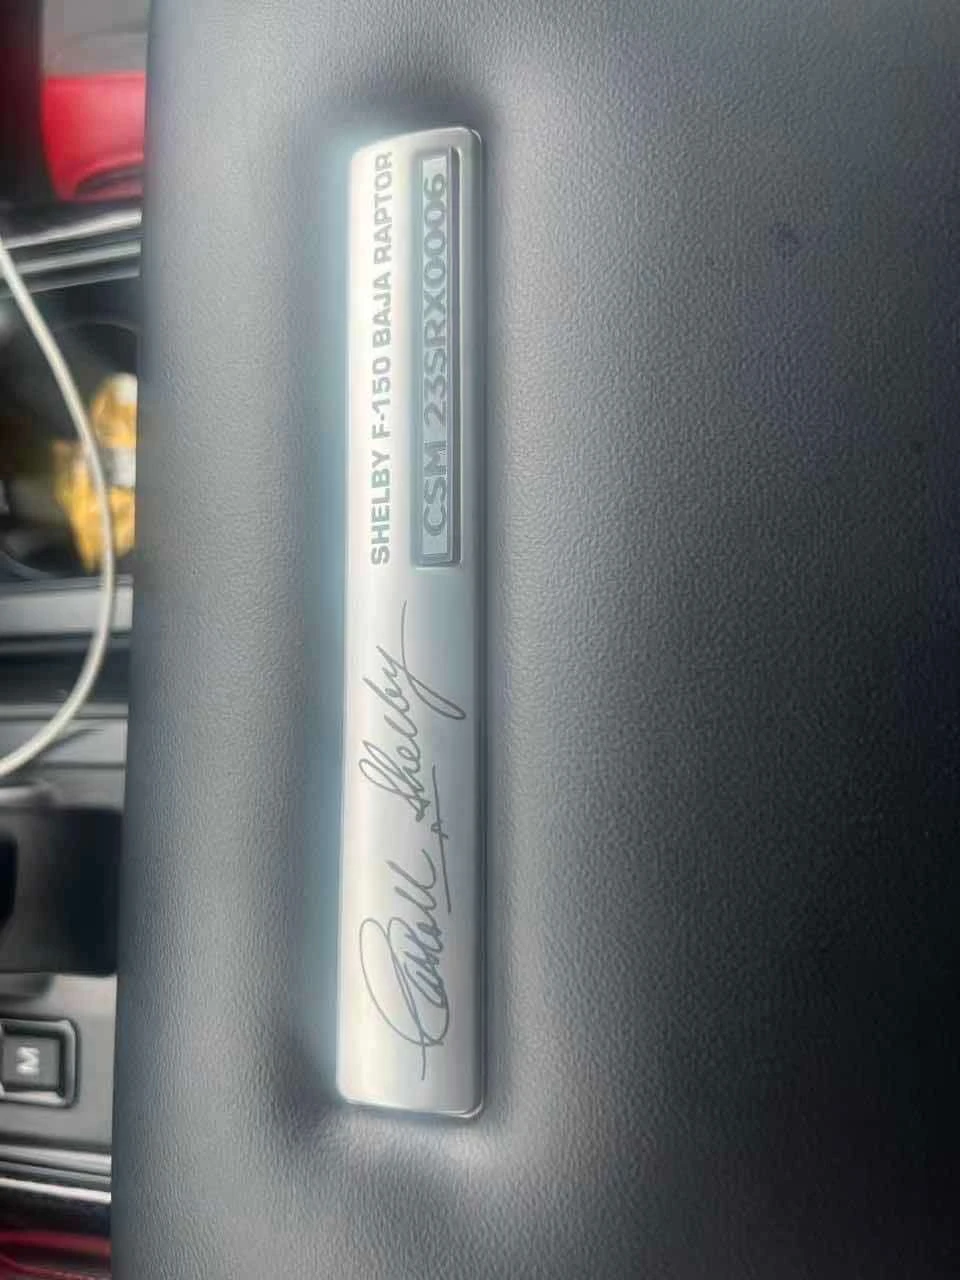 SHELBY F-150 BAJA RAPTOR
CSM 23SRX0006
Carroll Shelby
M